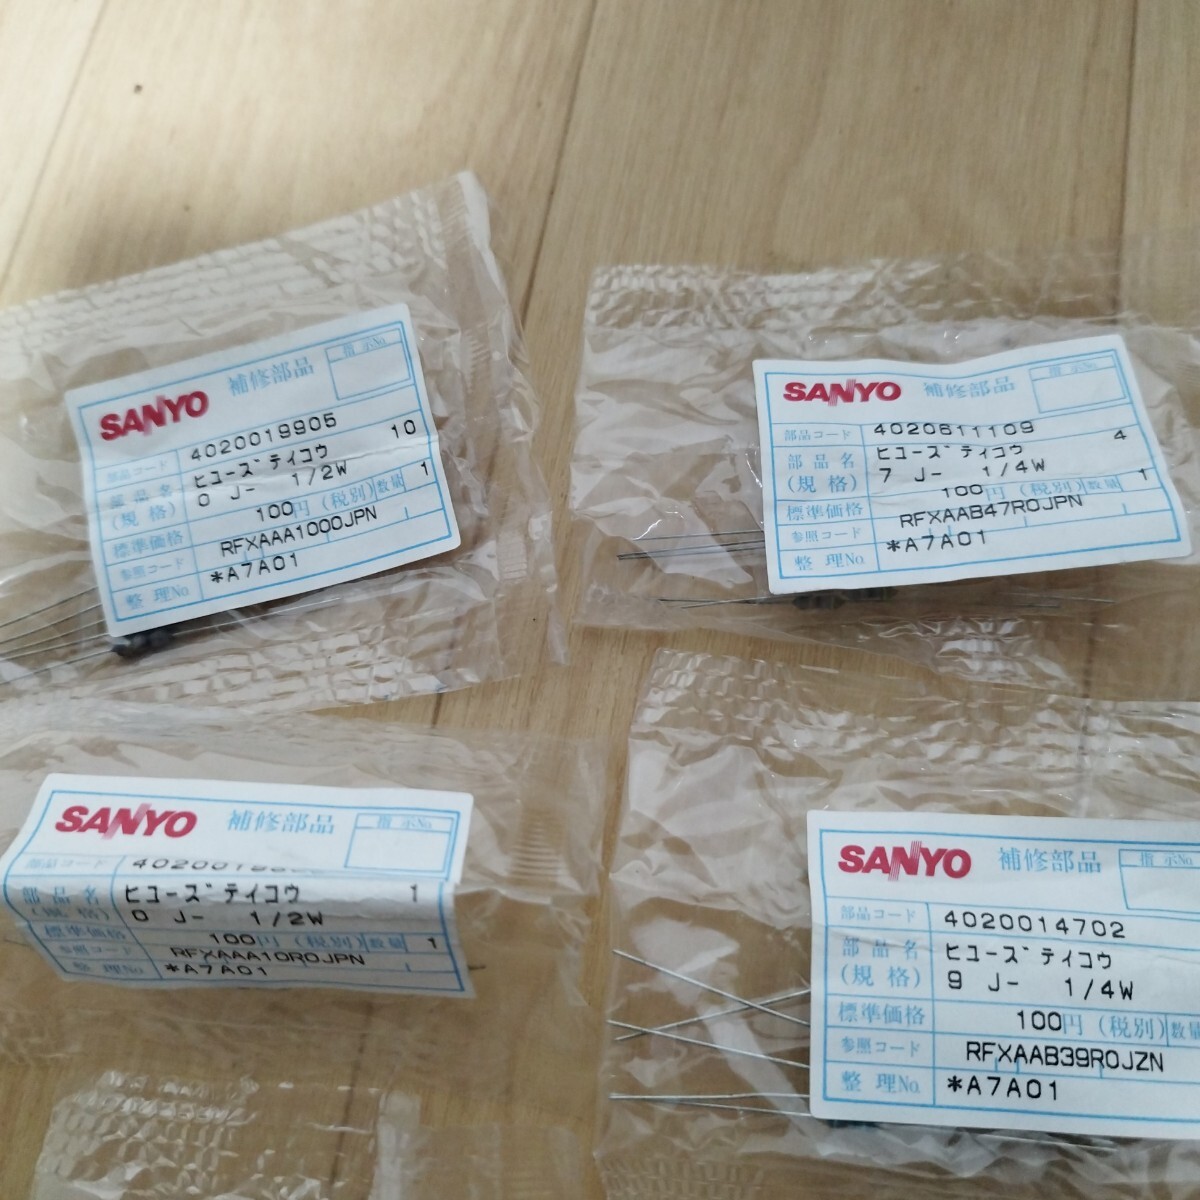 SANYO 補修部品 指示No.
部品コード 4020019905
部品名 ヒユーズ゛テイコウ 10
(規格) 0 J- 1/2W
標準価格 100円(税別) 数量 1
参照コード RFXAAA1000JPN
整理No. *A7A01
SANYO 補修部品 指示No.
部品コード 4020611109
部品名 ヒユーズ゛テイコウ 4
(規格) 7 J- 1/4W
標準価格 100円(税別) 数量 1
参照コード RFXAAB47R0JPN
整理No. *A7A01
SANYO 補修部品 指示No.
部品コード
部品名 ヒユーズ゛テイコウ 1
(規格) 0 J- 1/2W
標準価格 100円(税別) 数量 1
参照コード RFXAAA10R0JPN
整理No. *A7A01
SANYO 補修部品 指示No.
部品コード 4020014702
部品名 ヒユーズ゛テイコウ
(規格) 9 J- 1/4W
標準価格 100円(税別) 数量
参照コード RFXAAB39R0JZN
整理No. *A7A01